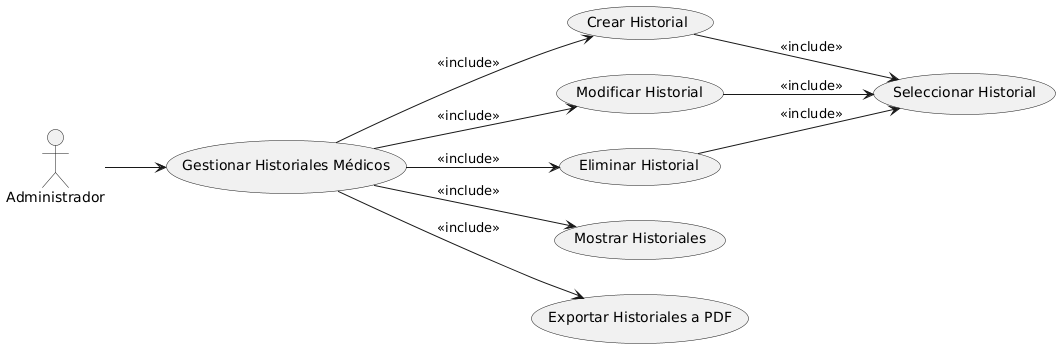 Crear Historial
«include»
«include»
Modificar Historial
«include»
Seleccionar Historial
«include»
«include»
Administrador
Gestionar Historiales Médicos
«include»
Eliminar Historial
«include»
Mostrar Historiales
«include»
Exportar Historiales a PDF